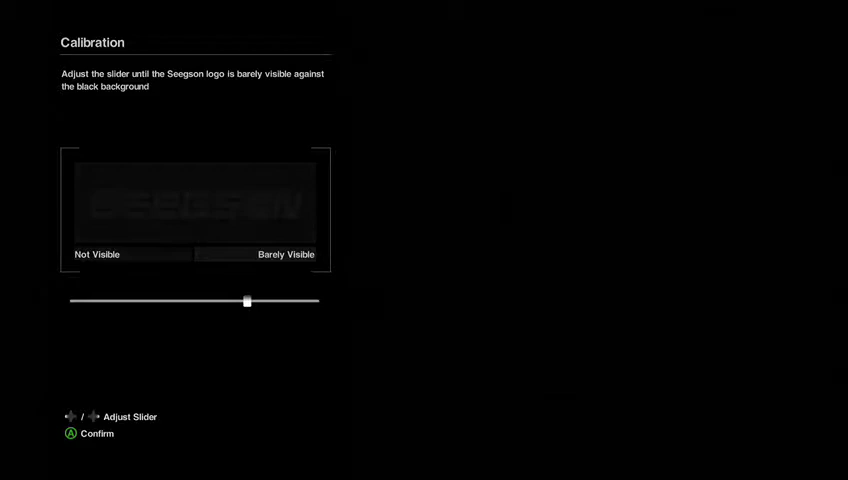 Calibration
Adjust the slider until the Seegson logo is barely visible against
the black background
SEEGSON
Not Visible
Barely Visible
/
Adjust Slider
A
Confirm